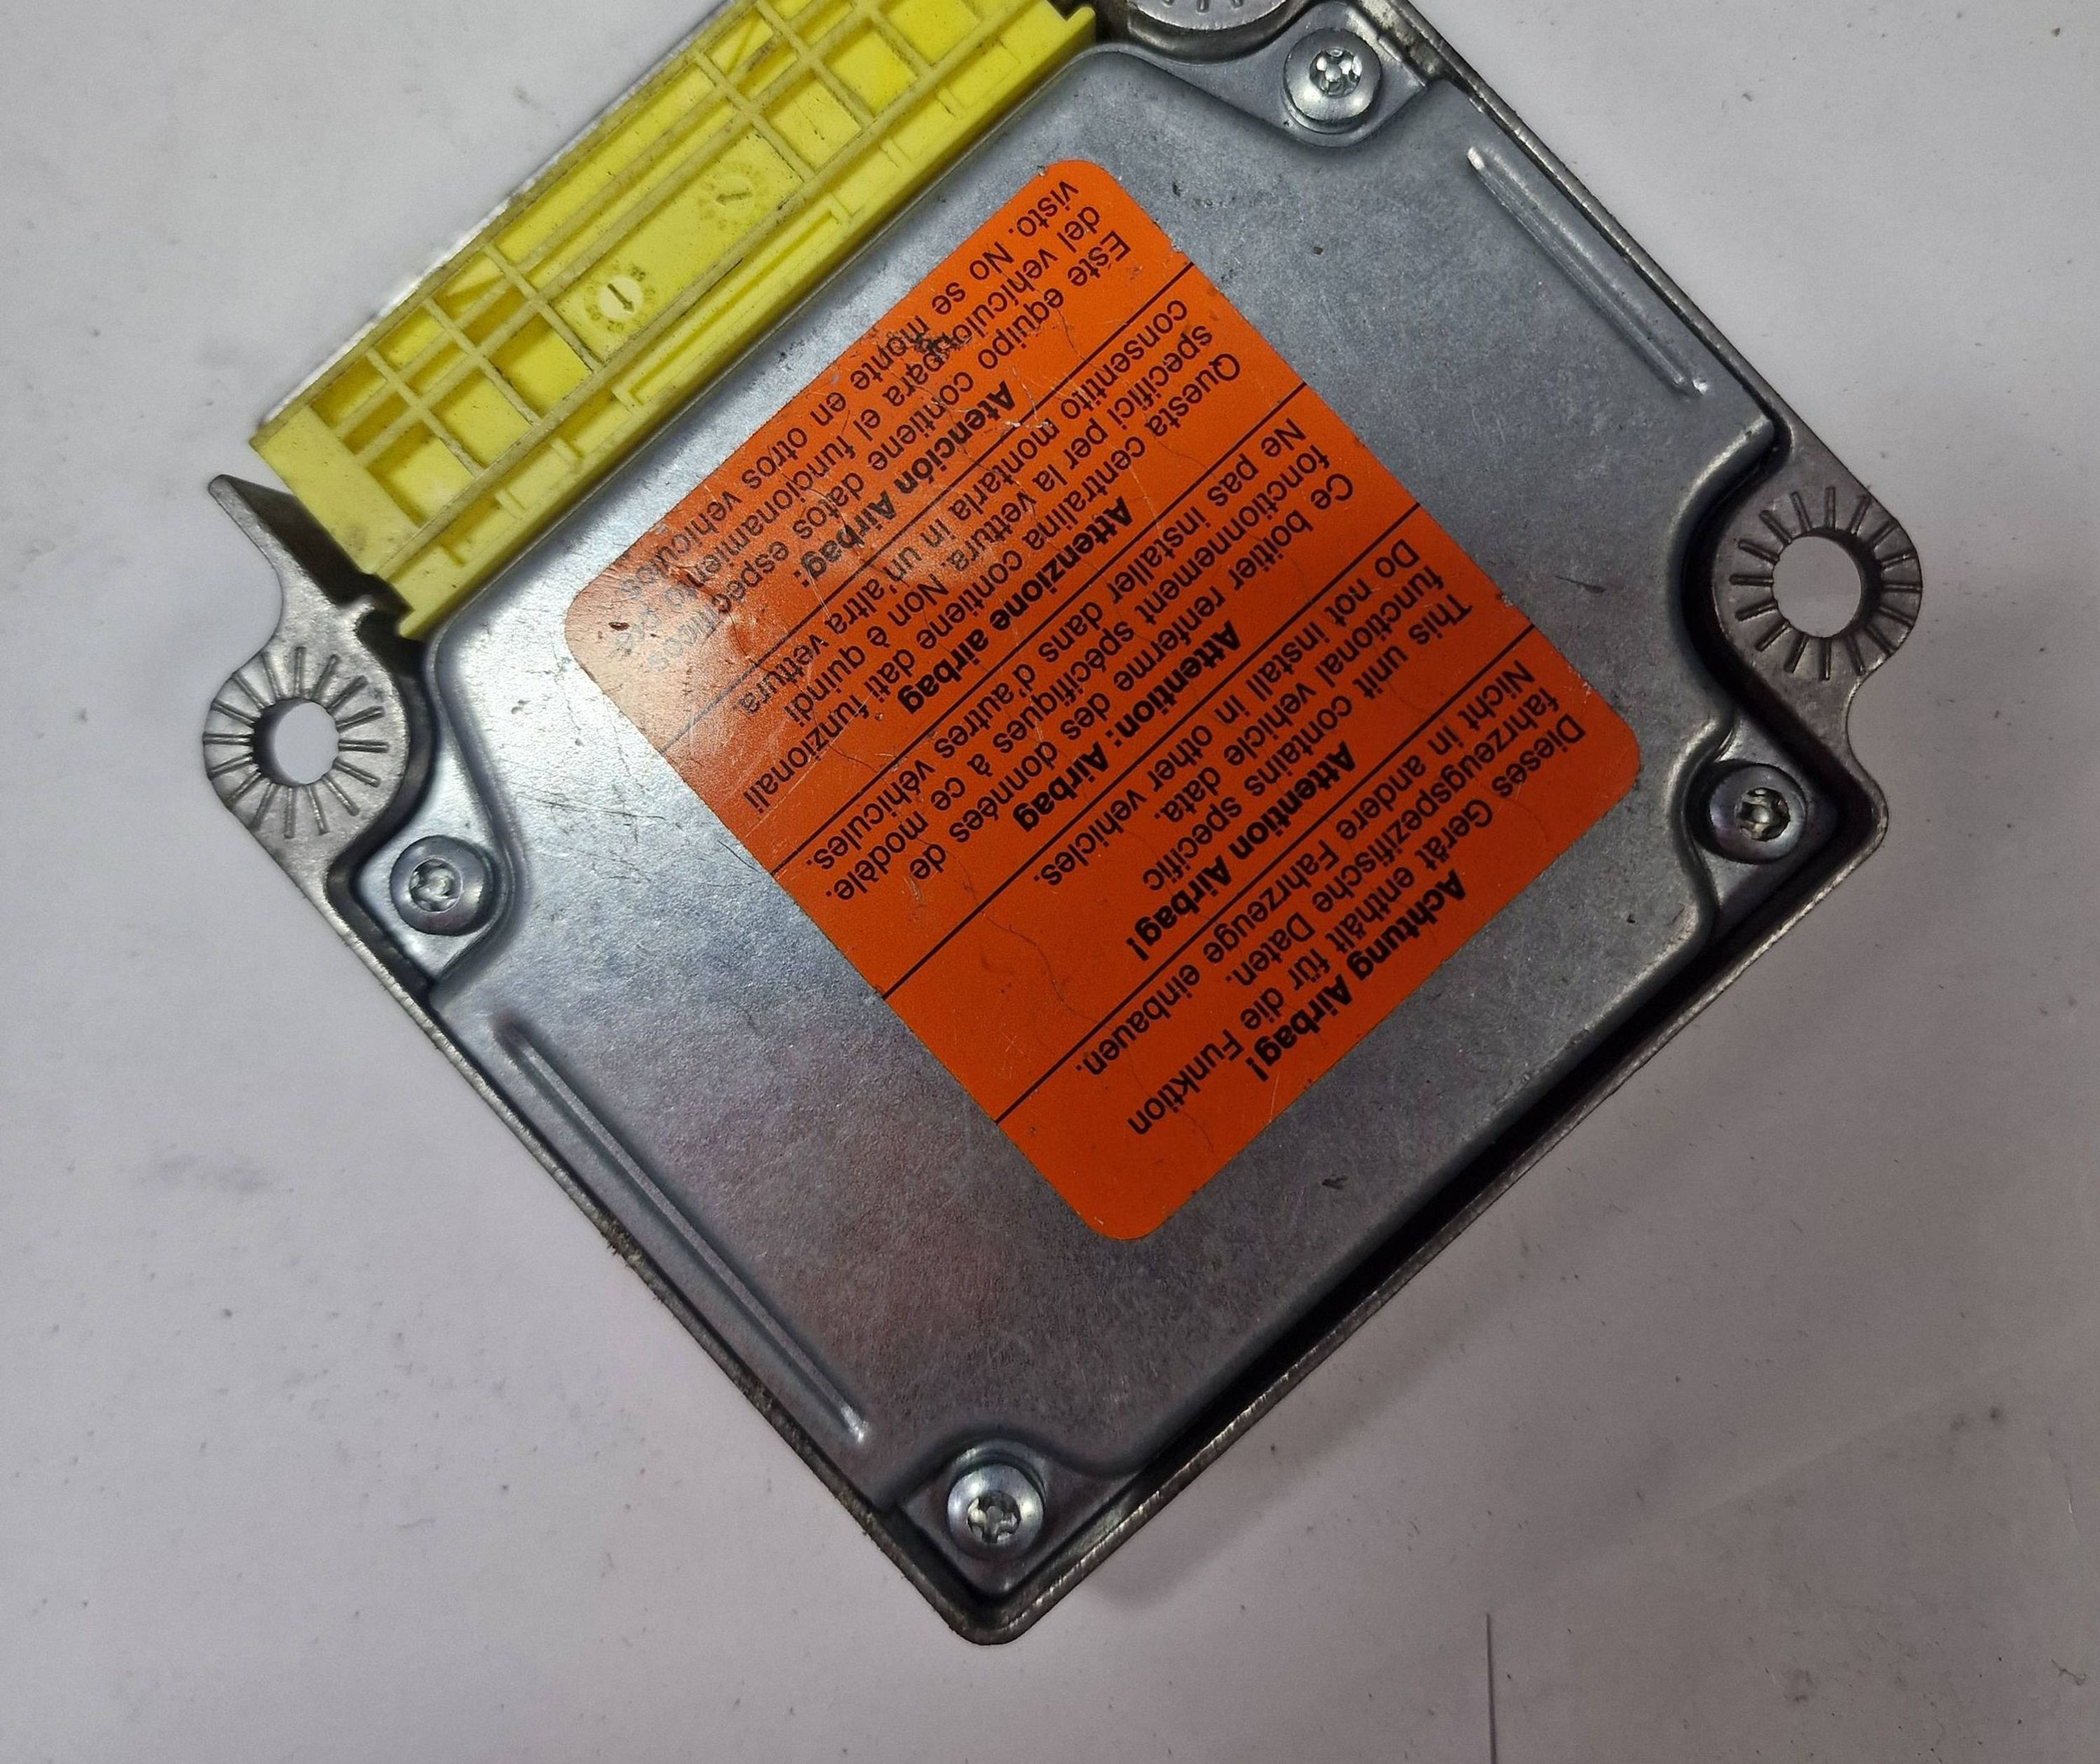 Achtung Airbag!
Dieses Gerät enthält für die Funktion
fahrzeugspezifische Daten.
Nicht in andere Fahrzeuge einbauen.
Attention Airbag!
This unit contains specific
functional vehicle data.
Do not install in other vehicles.
Attention: Airbag
Ce boitier renferme des données de
fonctionnement spécifiques à ce modèle.
Ne pas installer dans d'autres véhicules.
Attenzione airbag
Questa centralina contiene dati funzionali
specifici per la vettura. Non è quindi
consentito montarla in un'altra vettura.
Atención Airbag:
Este equipo contiene datos específicos
del vehículo para el funcionamiento
visto. No se monte en otros vehículos.